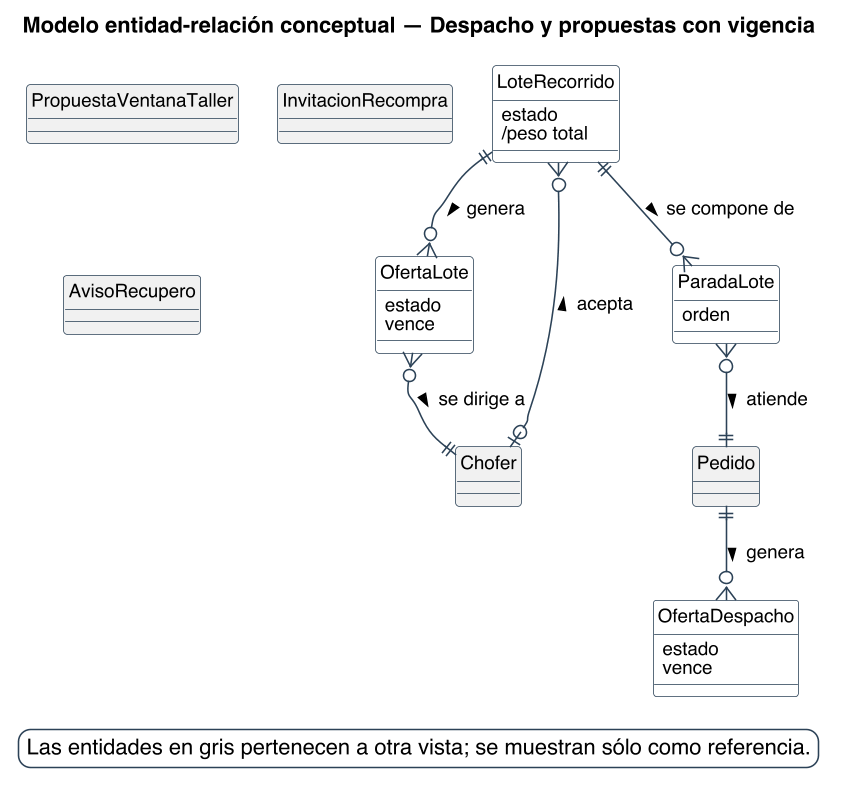 Modelo entidad-relación conceptual — Despacho y propuestas con vigencia
PropuestaVentanaTaller
InvitacionRecompra
LoteRecorrido
estado
/peso total
genera
se compone de
AvisoRecupero
OfertaLote
estado
vence
acepta
ParadaLote
orden
se dirige a
atiende
Chofer
Pedido
genera
OfertaDespacho
estado
vence
Las entidades en gris pertenecen a otra vista; se muestran sólo como referencia.